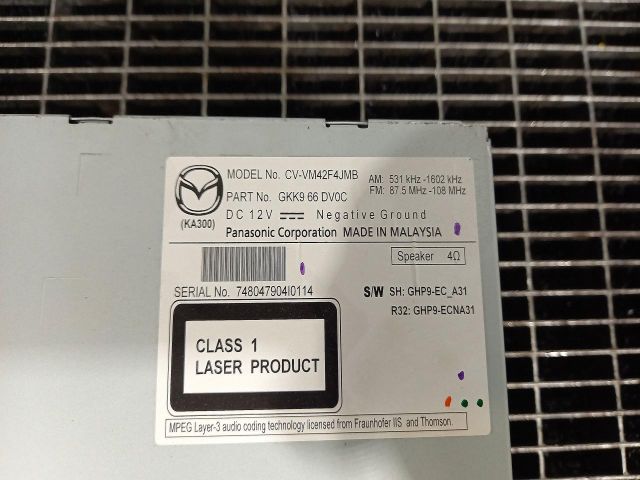 MODEL No. CV-VM42F4JMB
AM: 531 kHz -1602 kHz
PART No. GKK9 66 DV0C
FM: 87.5 MHz -108 MHz
(KA300)
DC 12V Negative Ground
Panasonic Corporation MADE IN MALAYSIA
Speaker 4Ω
SERIAL No. 748047904I0114
S/W SH: GHP9-EC_A31
R32: GHP9-ECNA31
CLASS 1
LASER PRODUCT
MPEG Layer-3 audio coding technology licensed from Fraunhofer IIS and Thomson.